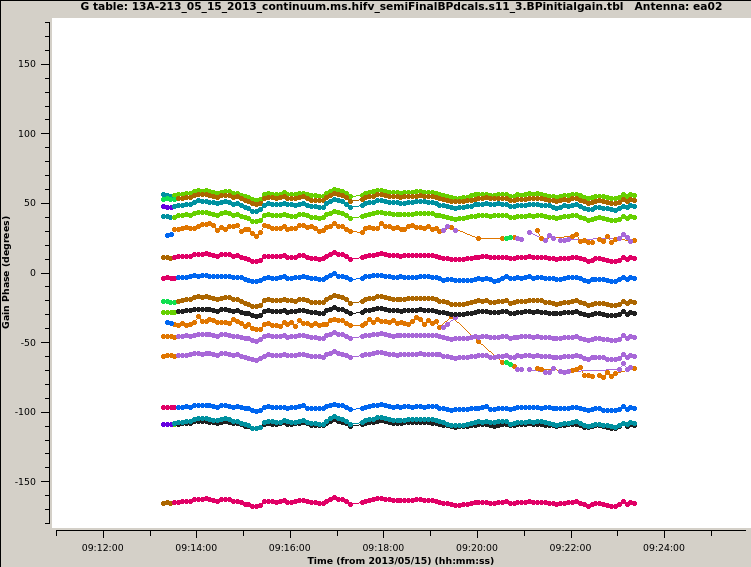 G table: 13A-213_05_15_2013_continuum.ms.hifv_semiFinalBPdcals.s11_3.BPinitialgain.tbl   Antenna: ea02
Gain Phase (degrees)
150
100
50
0
-50
-100
-150
09:12:00 09:14:00 09:16:00 09:18:00 09:20:00 09:22:00 09:24:00
Time (from 2013/05/15) (hh:mm:ss)